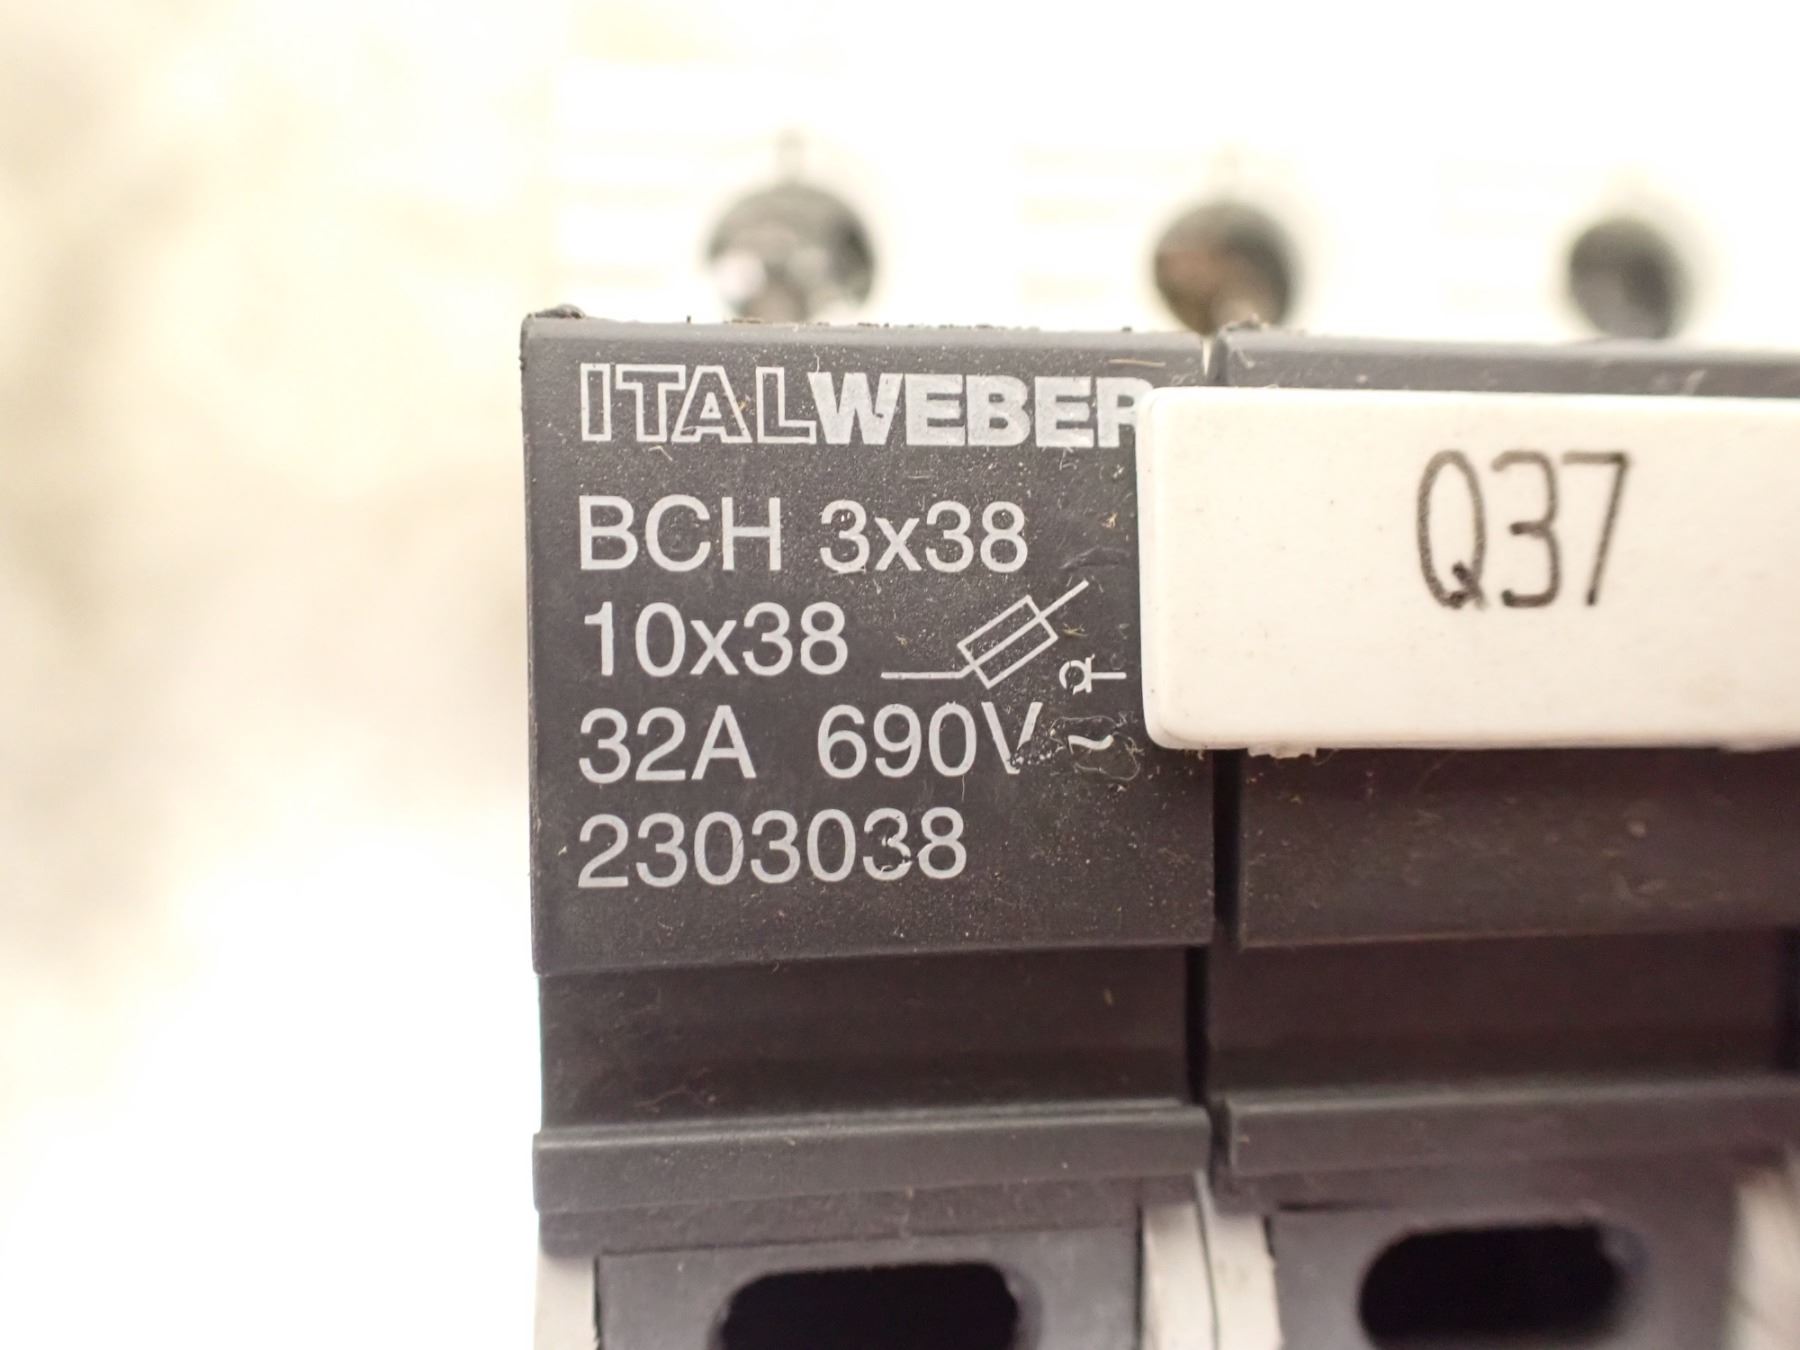 ITALWEBER
Q37
BCH 3x38
10x38
32A 690V ~
2303038